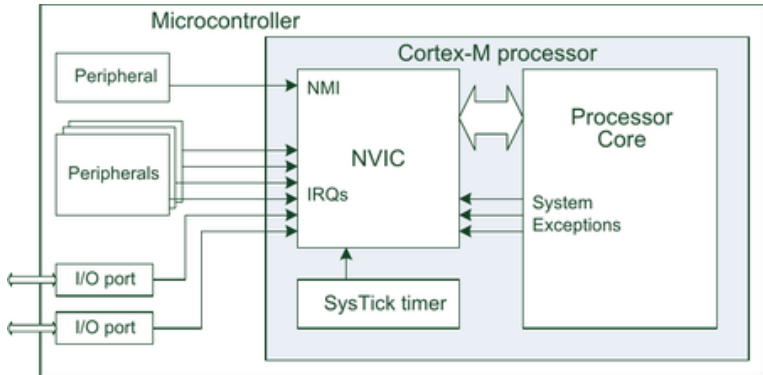 Microcontroller
Cortex-M processor
Peripheral
NMI
Processor
Core
NVIC
Peripherals
IRQs
System
Exceptions
I/O port
SysTick timer
I/O port